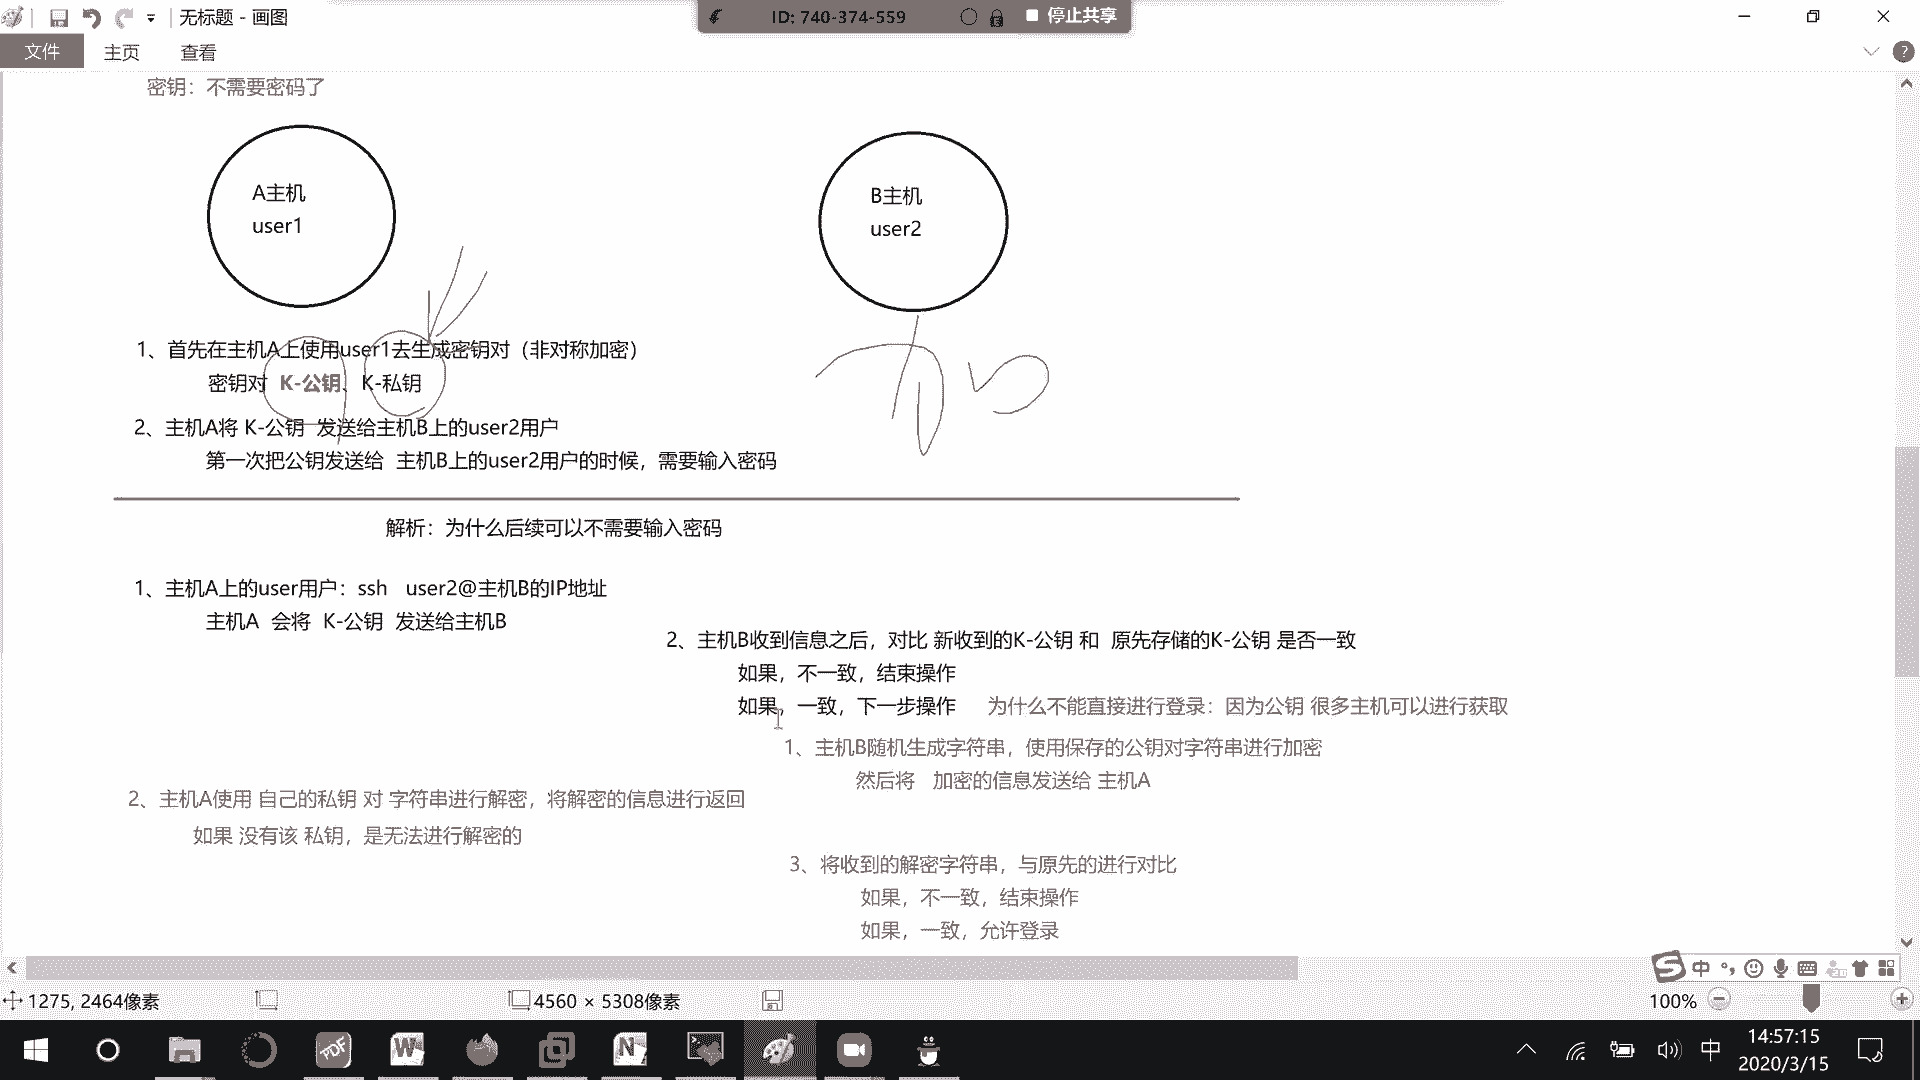 无标题 - 画图
ID: 740-374-559
停止共享
文件
主页
查看
密钥：不需要密码了
A主机
user1
B主机
user2
1、首先在主机A上使用user1去生成密钥对（非对称加密）
密钥对 K-公钥、K-私钥
2、主机A将 K-公钥 发送给主机B上的user2用户
第一次把公钥发送给 主机B上的user2用户的时候，需要输入密码
解析：为什么后续可以不需要输入密码
1、主机A上的user用户：ssh user2@主机B的IP地址
主机A 会将 K-公钥 发送给主机B
2、主机B收到信息之后，对比 新收到的K-公钥 和 原先存储的K-公钥 是否一致
如果，不一致，结束操作
如果，一致，下一步操作 为什么不能直接进行登录：因为公钥 很多主机可以进行获取
1、主机B随机生成字符串，使用保存的公钥对字符串进行加密
然后将 加密的信息发送给 主机A
2、主机A使用 自己的私钥 对 字符串进行解密，将解密的信息进行返回
如果 没有该 私钥，是无法进行解密的
3、将收到的解密字符串，与原先的进行对比
如果，不一致，结束操作
如果，一致，允许登录
中
1275, 2464像素
4560 × 5308像素
100%
PDF
W
N
中
14:57:15
2020/3/15